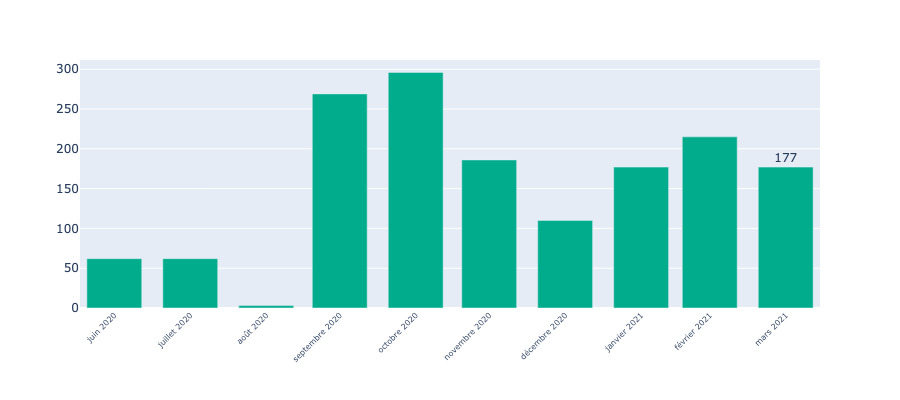 300
250
200
150
100
50
0
177
juin 2020
juillet 2020
août 2020
septembre 2020
octobre 2020
novembre 2020
décembre 2020
janvier 2021
février 2021
mars 2021